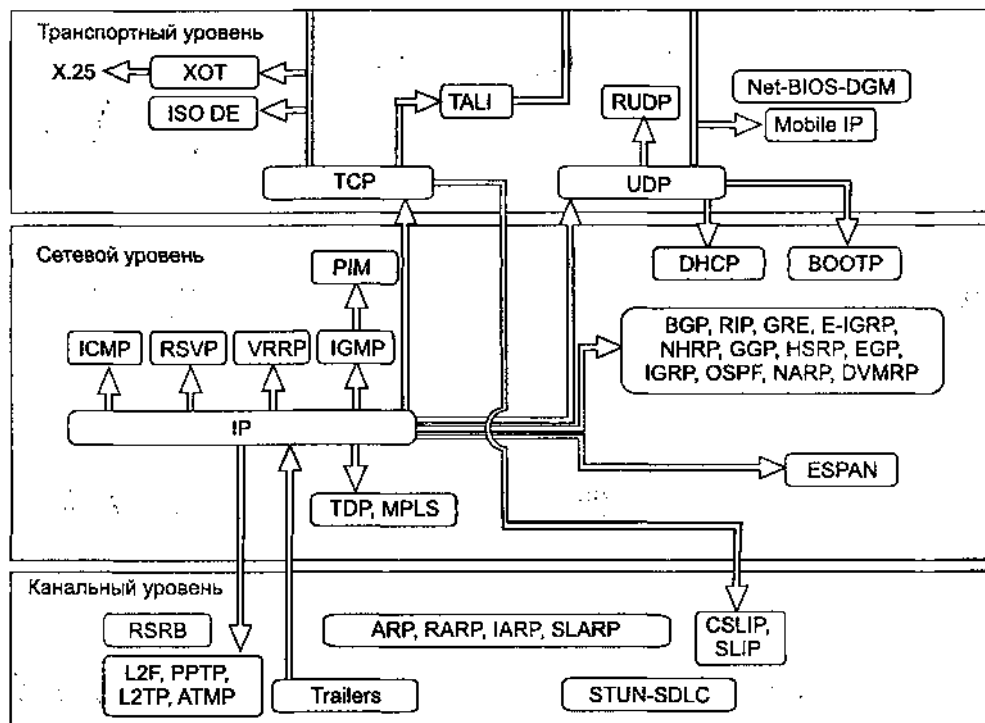 Транспортный уровень
X.25
XOT
ISO DE
TALI
RUDP
Net-BIOS-DGM
Mobile IP
TCP
UDP
Сетевой уровень
PIM
DHCP
BOOTP
ICMP
RSVP
VRRP
IGMP
BGP, RIP, GRE, E-IGRP,
NHRP, GGP, HSRP, EGP,
IGRP, OSPF, NARP, DVMRP
IP
ESPAN
TDP, MPLS
Канальный уровень
RSRB
ARP, RARP, IARP, SLARP
CSLIP,
SLIP
L2F, PPTP,
L2TP, ATMP
Trailers
STUN-SDLC